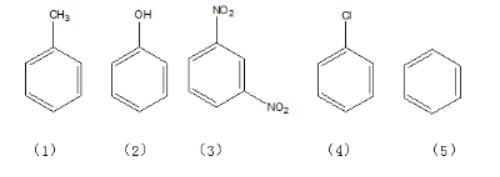 CH3 OH NO2 Cl
NO2
(1) (2) (3) (4) (5)